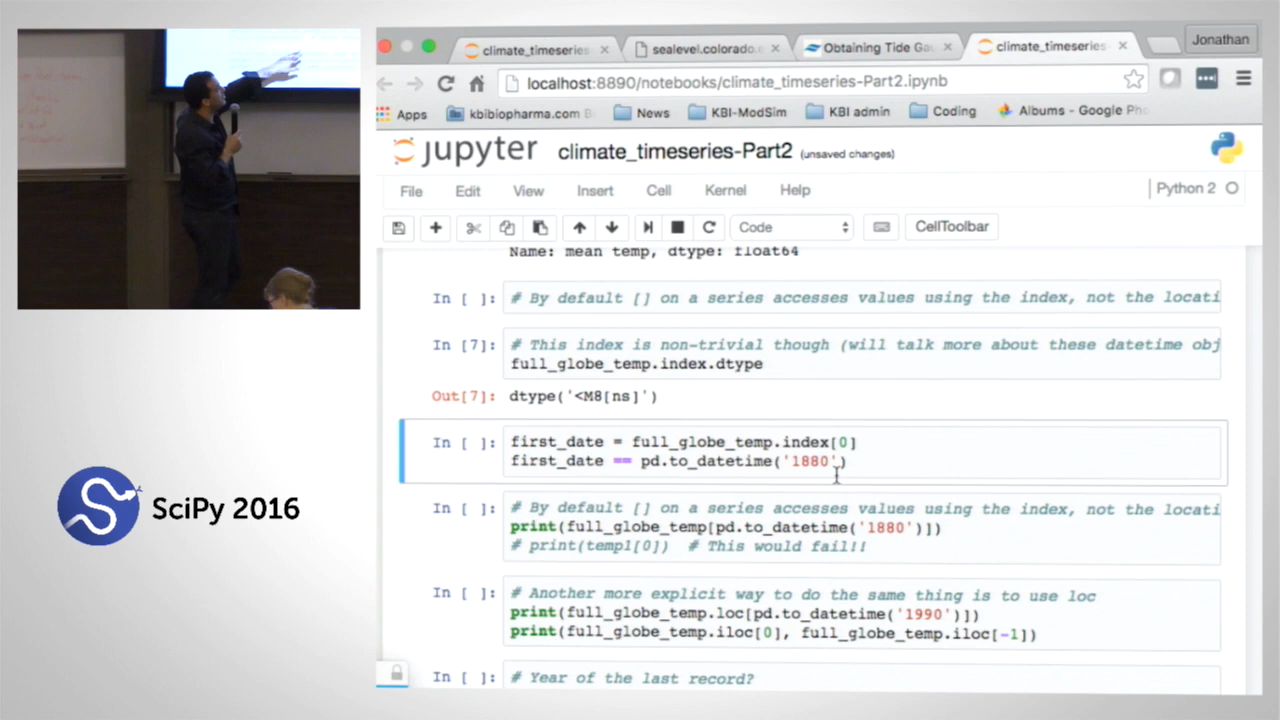 climate_timeseries
sealevel.colorado.
Obtaining Tide Gau
climate_timeseries
Jonathan
localhost:8890/notebooks/climate_timeseries-Part2.ipynb
Apps
kbibiopharma.com
News
KBI-ModSim
KBI admin
Coding
Albums - Google Pho
jupyter
climate_timeseries-Part2 (unsaved changes)
File Edit View Insert Cell Kernel Help
Python 2
Code
CellToolbar
Name: mean temp, dtype: float64
In [ ]: # By default [] on a series accesses values using the index, not the locati
In [7]: # This index is non-trivial though (will talk more about these datetime obj
full_globe_temp.index.dtype
Out[7]: dtype('<M8[ns]')
In [ ]: first_date = full_globe_temp.index[0]
first_date == pd.to_datetime('1880')
In [ ]: # By default [] on a series accesses values using the index, not the locati
print(full_globe_temp[pd.to_datetime('1880')])
# print(temp1[0]) # This would fail!!
In [ ]: # Another more explicit way to do the same thing is to use loc
print(full_globe_temp.loc[pd.to_datetime('1990')])
print(full_globe_temp.iloc[0], full_globe_temp.iloc[-1])
In [ ]: # Year of the last record?
SciPy 2016